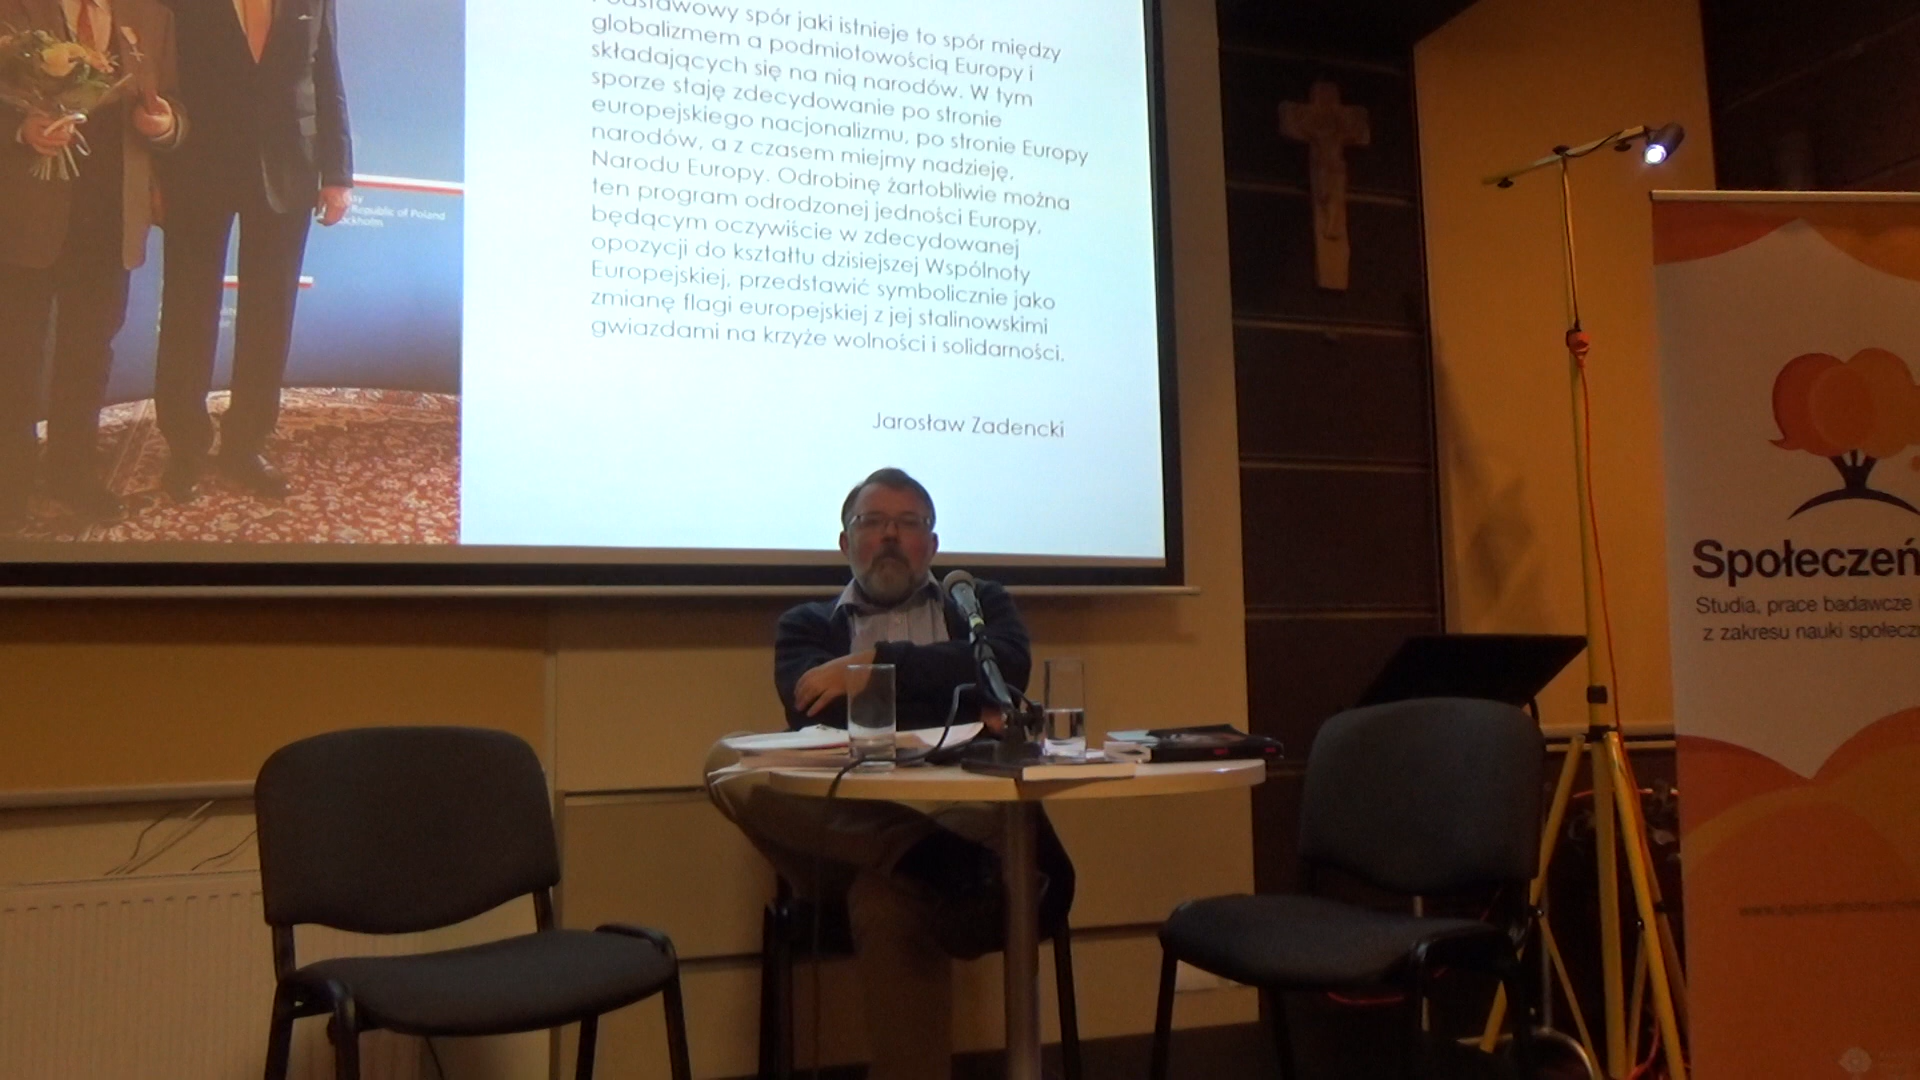 Podstawowy spór jaki istnieje to spór między
globalizmem a podmiotowością Europy i
składających się na nią narodów. W tym
sporze staję zdecydowanie po stronie
europejskiego nacjonalizmu, po stronie Europy
narodów, a z czasem miejmy nadzieję,
Narodu Europy. Odrobinę żartobliwie można
ten program odrodzonej jedności Europy,
będącym oczywiście w zdecydowanej
opozycji do kształtu dzisiejszej Wspólnoty
Europejskiej, przedstawić symbolicznie jako
zmianę flagi europejskiej z jej stalinowskimi
gwiazdami na krzyże wolności i solidarności.
Jarosław Zadencki
Republic of Poland
Społeczeń
Studia, prace badawcze
z zakresu nauki społecz